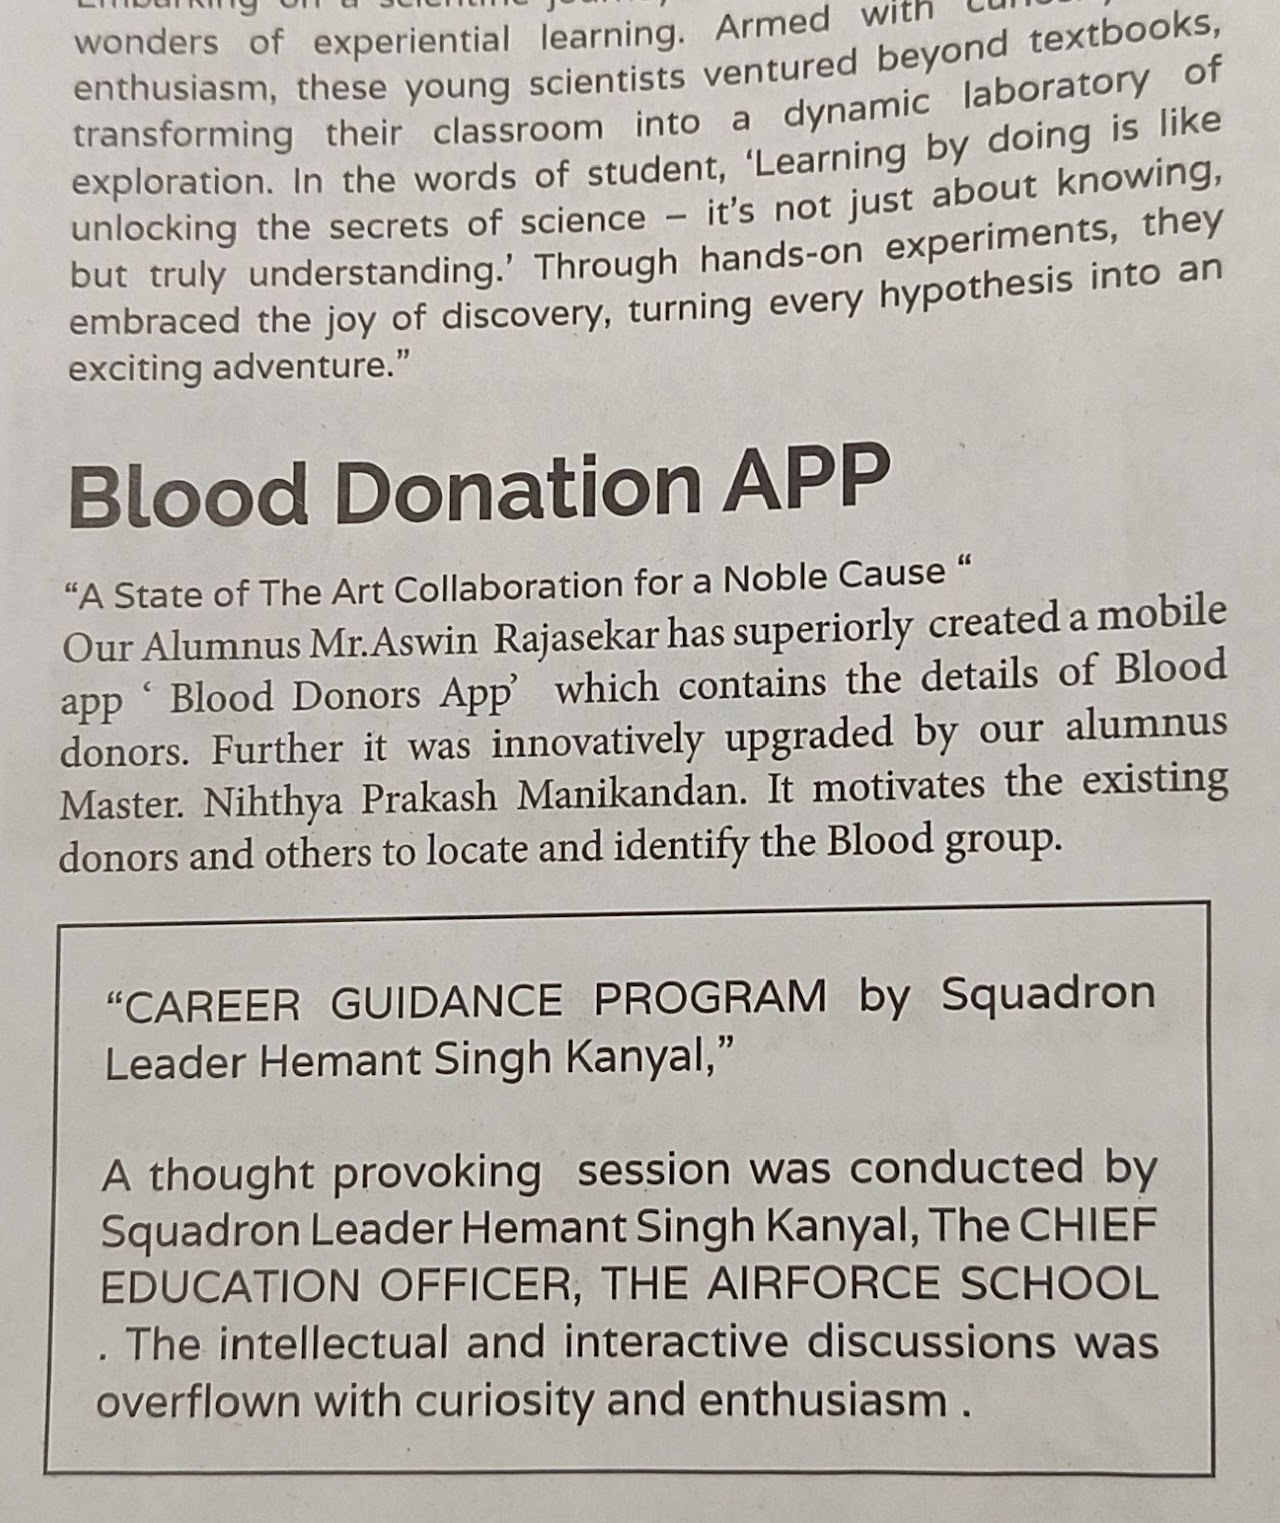 Embarking on a scientific
wonders of experiential learning. Armed with
enthusiasm, these young scientists ventured beyond textbooks,
transforming their classroom into a dynamic laboratory of
exploration. In the words of student, ‘Learning by doing is like
unlocking the secrets of science – it’s not just about knowing,
but truly understanding.’ Through hands-on experiments, they
embraced the joy of discovery, turning every hypothesis into an
exciting adventure.”
Blood Donation APP
“A State of The Art Collaboration for a Noble Cause “
Our Alumnus Mr.Aswin Rajasekar has superiorly created a mobile
app ‘ Blood Donors App’ which contains the details of Blood
donors. Further it was innovatively upgraded by our alumnus
Master. Nihthya Prakash Manikandan. It motivates the existing
donors and others to locate and identify the Blood group.
“CAREER GUIDANCE PROGRAM by Squadron
Leader Hemant Singh Kanyal,”
A thought provoking session was conducted by
Squadron Leader Hemant Singh Kanyal, The CHIEF
EDUCATION OFFICER, THE AIRFORCE SCHOOL
. The intellectual and interactive discussions was
overflown with curiosity and enthusiasm .